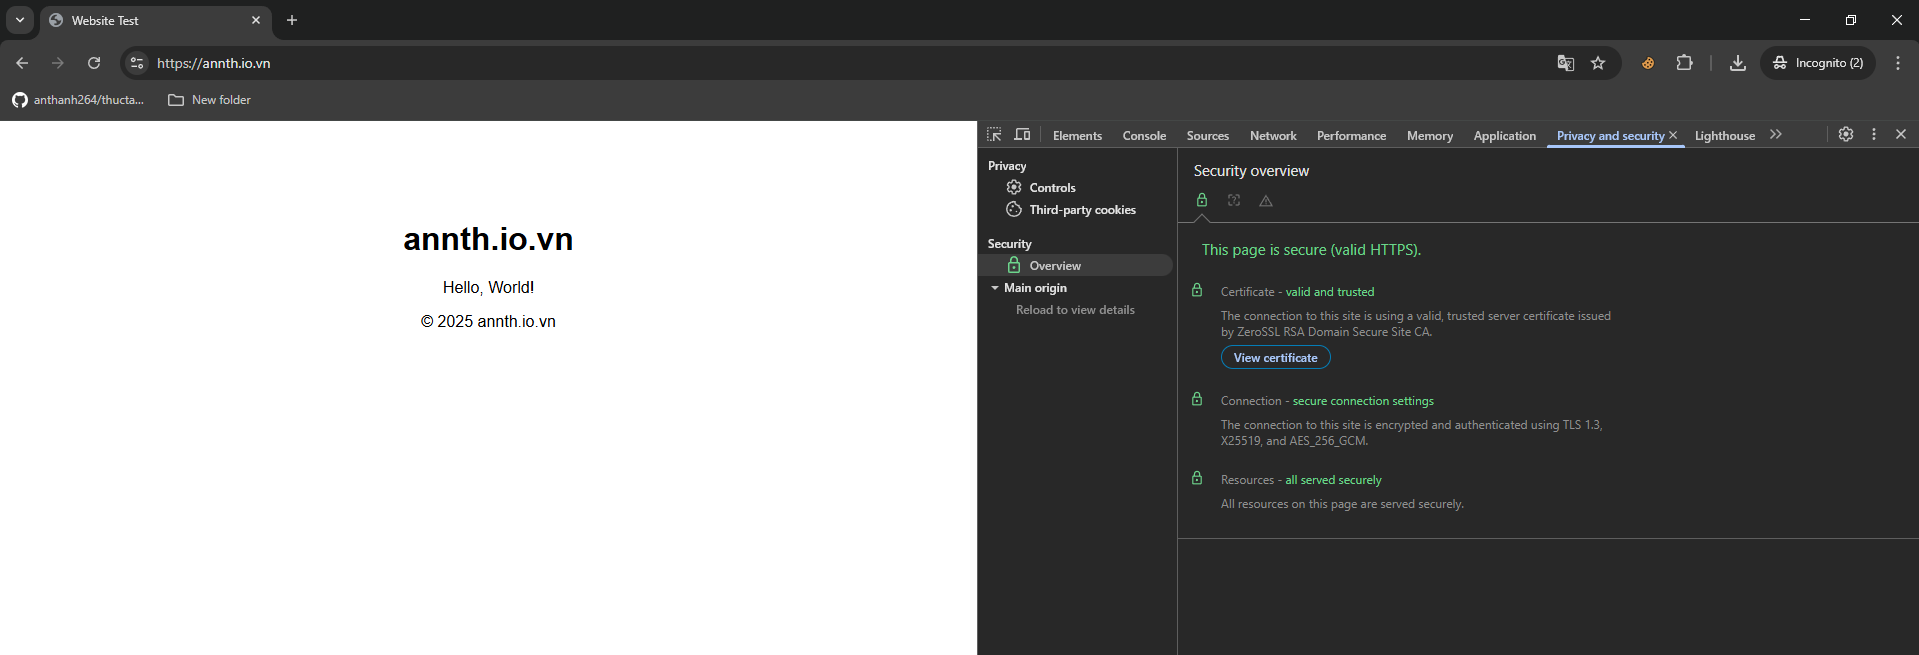 Website Test
https://annth.io.vn
Incognito (2)
anthanh264/thucta...
New folder
annth.io.vn
Hello, World!
© 2025 annth.io.vn
Elements
Console
Sources
Network
Performance
Memory
Application
Privacy and security
Lighthouse
Privacy
Controls
Third-party cookies
Security
Overview
Main origin
Reload to view details
Security overview
This page is secure (valid HTTPS).
Certificate - valid and trusted
The connection to this site is using a valid, trusted server certificate issued
by ZeroSSL RSA Domain Secure Site CA.
View certificate
Connection - secure connection settings
The connection to this site is encrypted and authenticated using TLS 1.3,
X25519, and AES_256_GCM.
Resources - all served securely
All resources on this page are served securely.